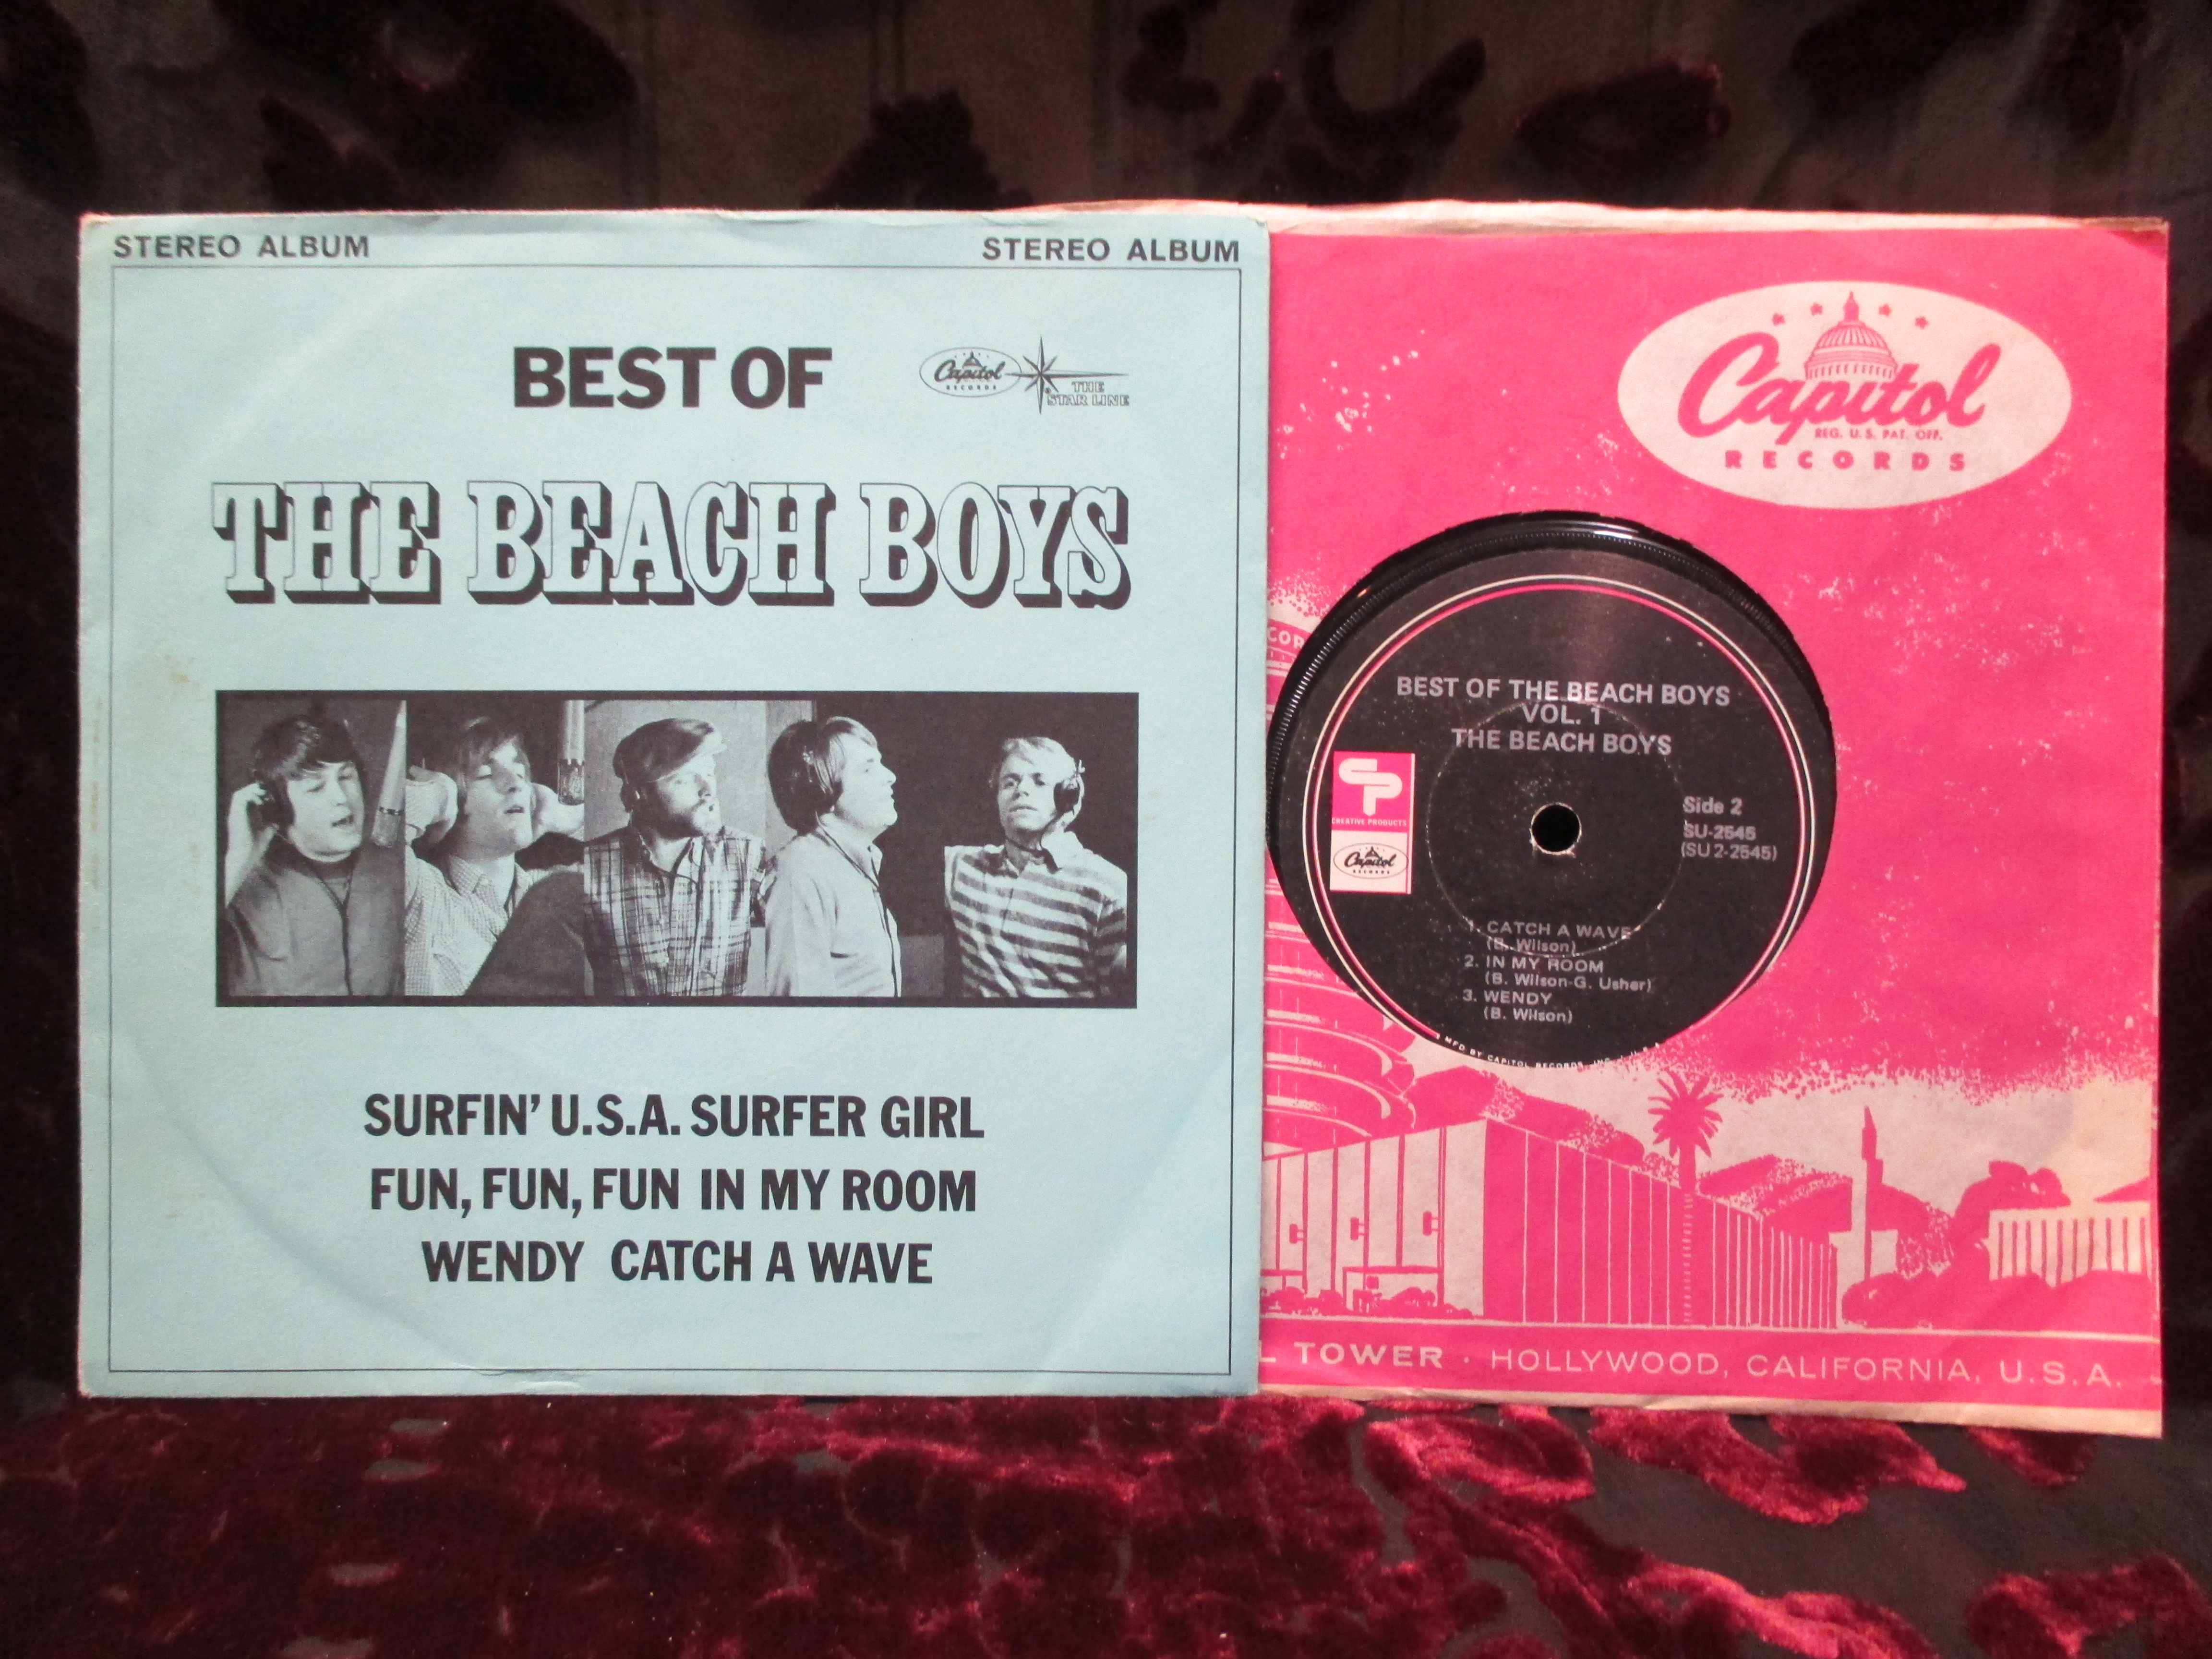 STEREO ALBUM
STEREO ALBUM
BEST OF
Capitol
RECORDS
THE
STAR LINE
THE BEACH BOYS
SURFIN' U.S.A. SURFER GIRL
FUN, FUN, FUN IN MY ROOM
WENDY CATCH A WAVE
Capitol
REG. U.S. PAT. OFF.
RECORDS
BEST OF THE BEACH BOYS
VOL. 1
THE BEACH BOYS
CREATIVE PRODUCTS
Capitol
RECORDS
Side 2
SU-2545
(SU 2-2545)
1. CATCH A WAVE
(B. Wilson)
2. IN MY ROOM
(B. Wilson-G. Usher)
3. WENDY
(B. Wilson)
MFD BY CAPITOL RECORDS, INC.
L TOWER · HOLLYWOOD, CALIFORNIA, U.S.A.